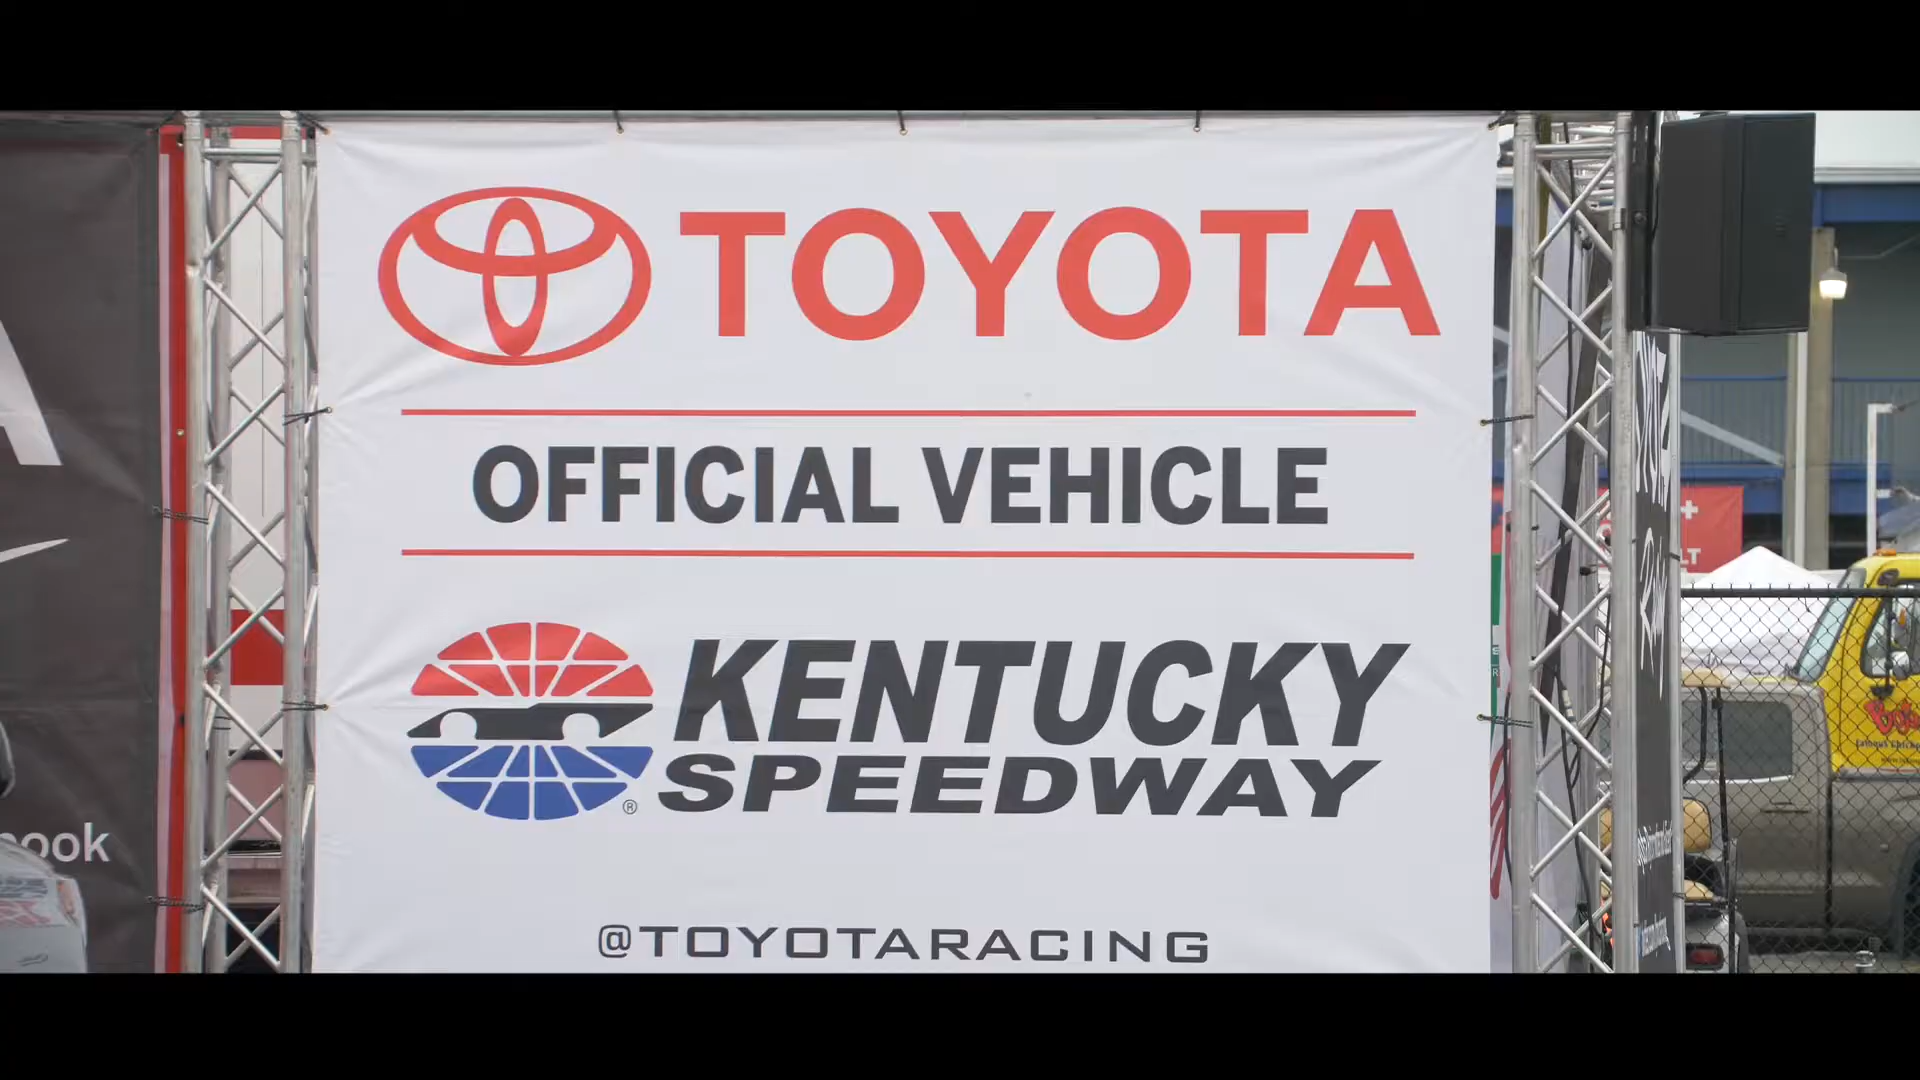 TOYOTA
OFFICIAL VEHICLE
KENTUCKY
SPEEDWAY
®
@TOYOTARACING